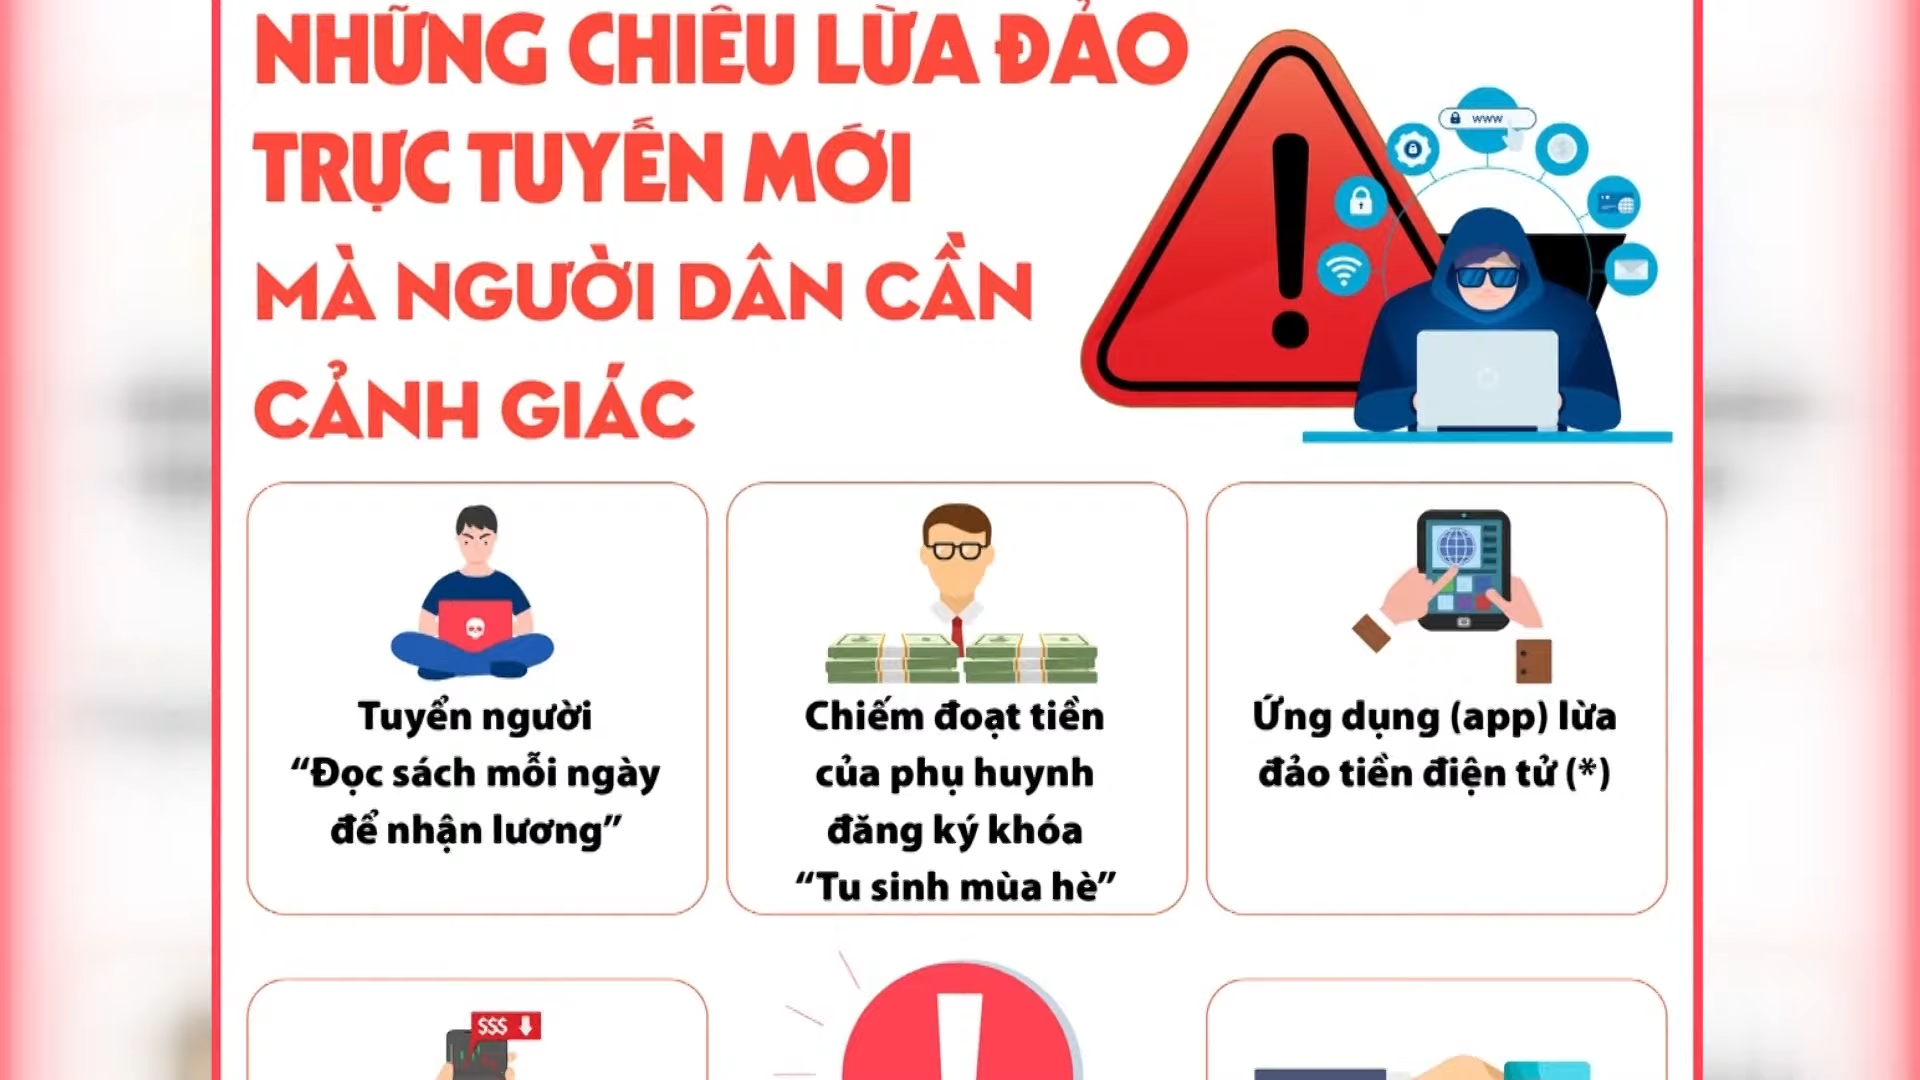 NHỮNG CHIÊU LỪA ĐẢO
TRỰC TUYẾN MỚI
MÀ NGƯỜI DÂN CẦN
CẢNH GIÁC
WWW
Tuyển người
“Đọc sách mỗi ngày
để nhận lương”
Chiếm đoạt tiền
của phụ huynh
đăng ký khóa
“Tu sinh mùa hè”
Ứng dụng (app) lừa
đảo tiền điện tử (*)
$$$